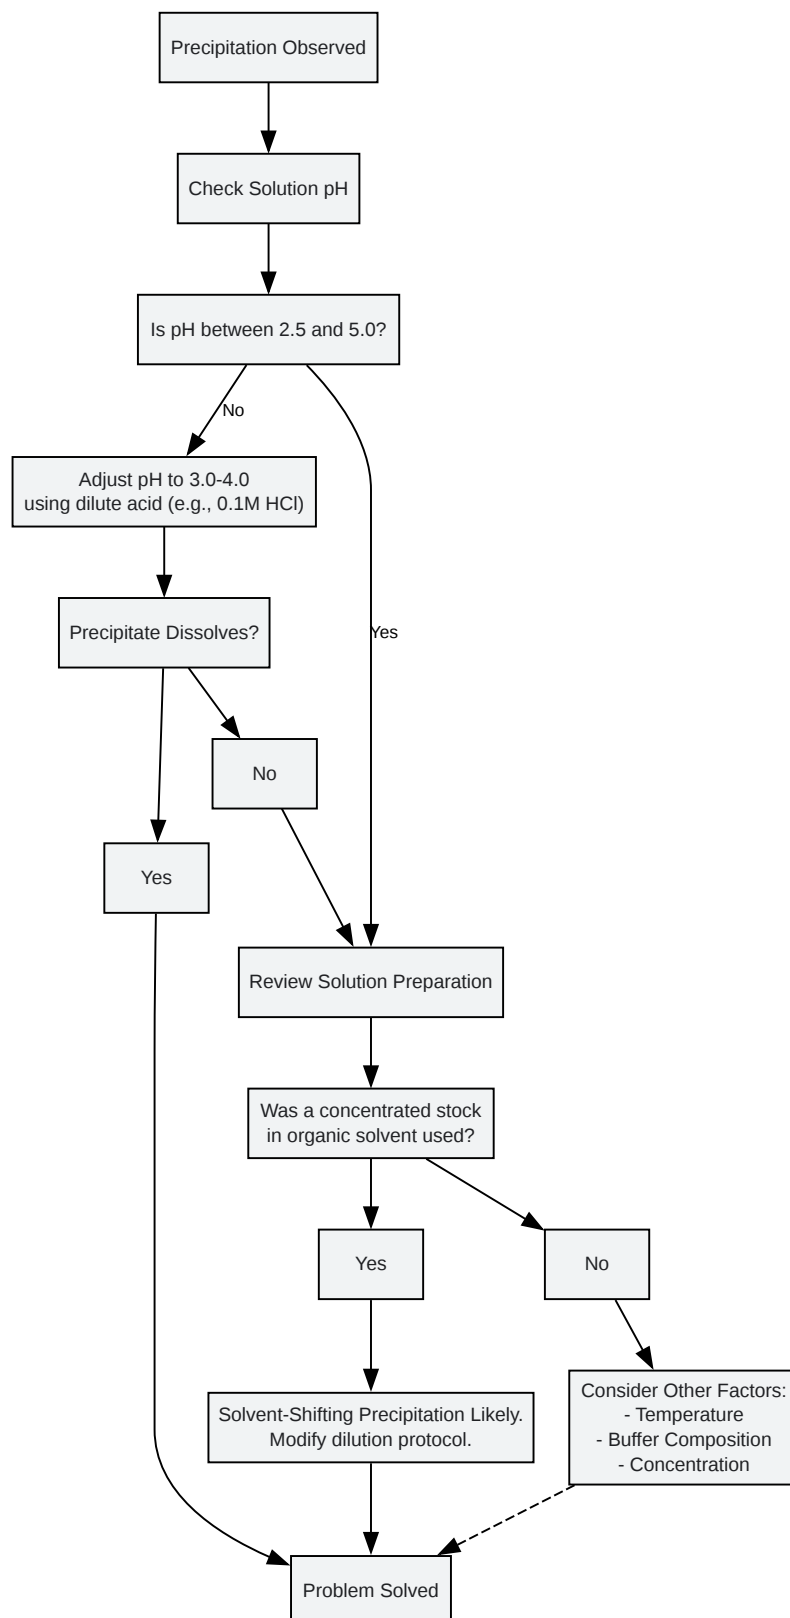 Precipitation Observed
Check Solution pH
Is pH between 2.5 and 5.0?
No
Adjust pH to 3.0-4.0
using dilute acid (e.g., 0.1M HCl)
Precipitate Dissolves?
Yes
No
Yes
Review Solution Preparation
Was a concentrated stock
in organic solvent used?
Yes
No
Solvent-Shifting Precipitation Likely.
Modify dilution protocol.
Consider Other Factors:
- Temperature
- Buffer Composition
- Concentration
Problem Solved